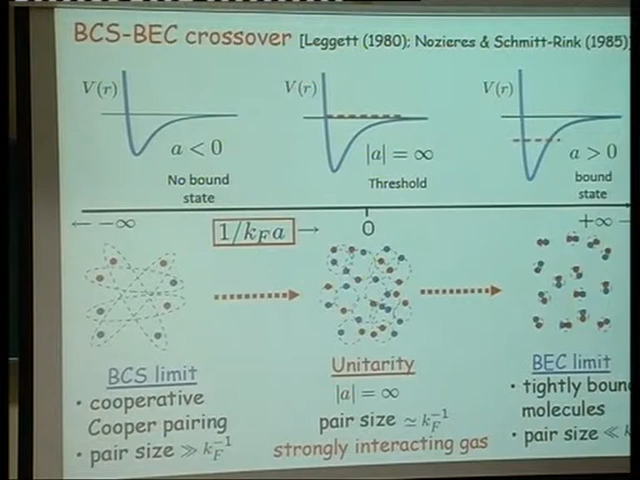 BCS-BEC crossover [Leggett (1980); Nozieres & Schmitt-Rink (1985)
V(r) V(r) V(r)
a < 0 |a| = ∞ a > 0
No bound state Threshold bound state
← −∞ 1/k_F a → 0 +∞
BCS limit Unitarity BEC limit
• cooperative Cooper pairing
• pair size ≫ k_F^{-1}
|a| = ∞
pair size ≃ k_F^{-1}
strongly interacting gas
• tightly boun
molecules
• pair size ≪ k